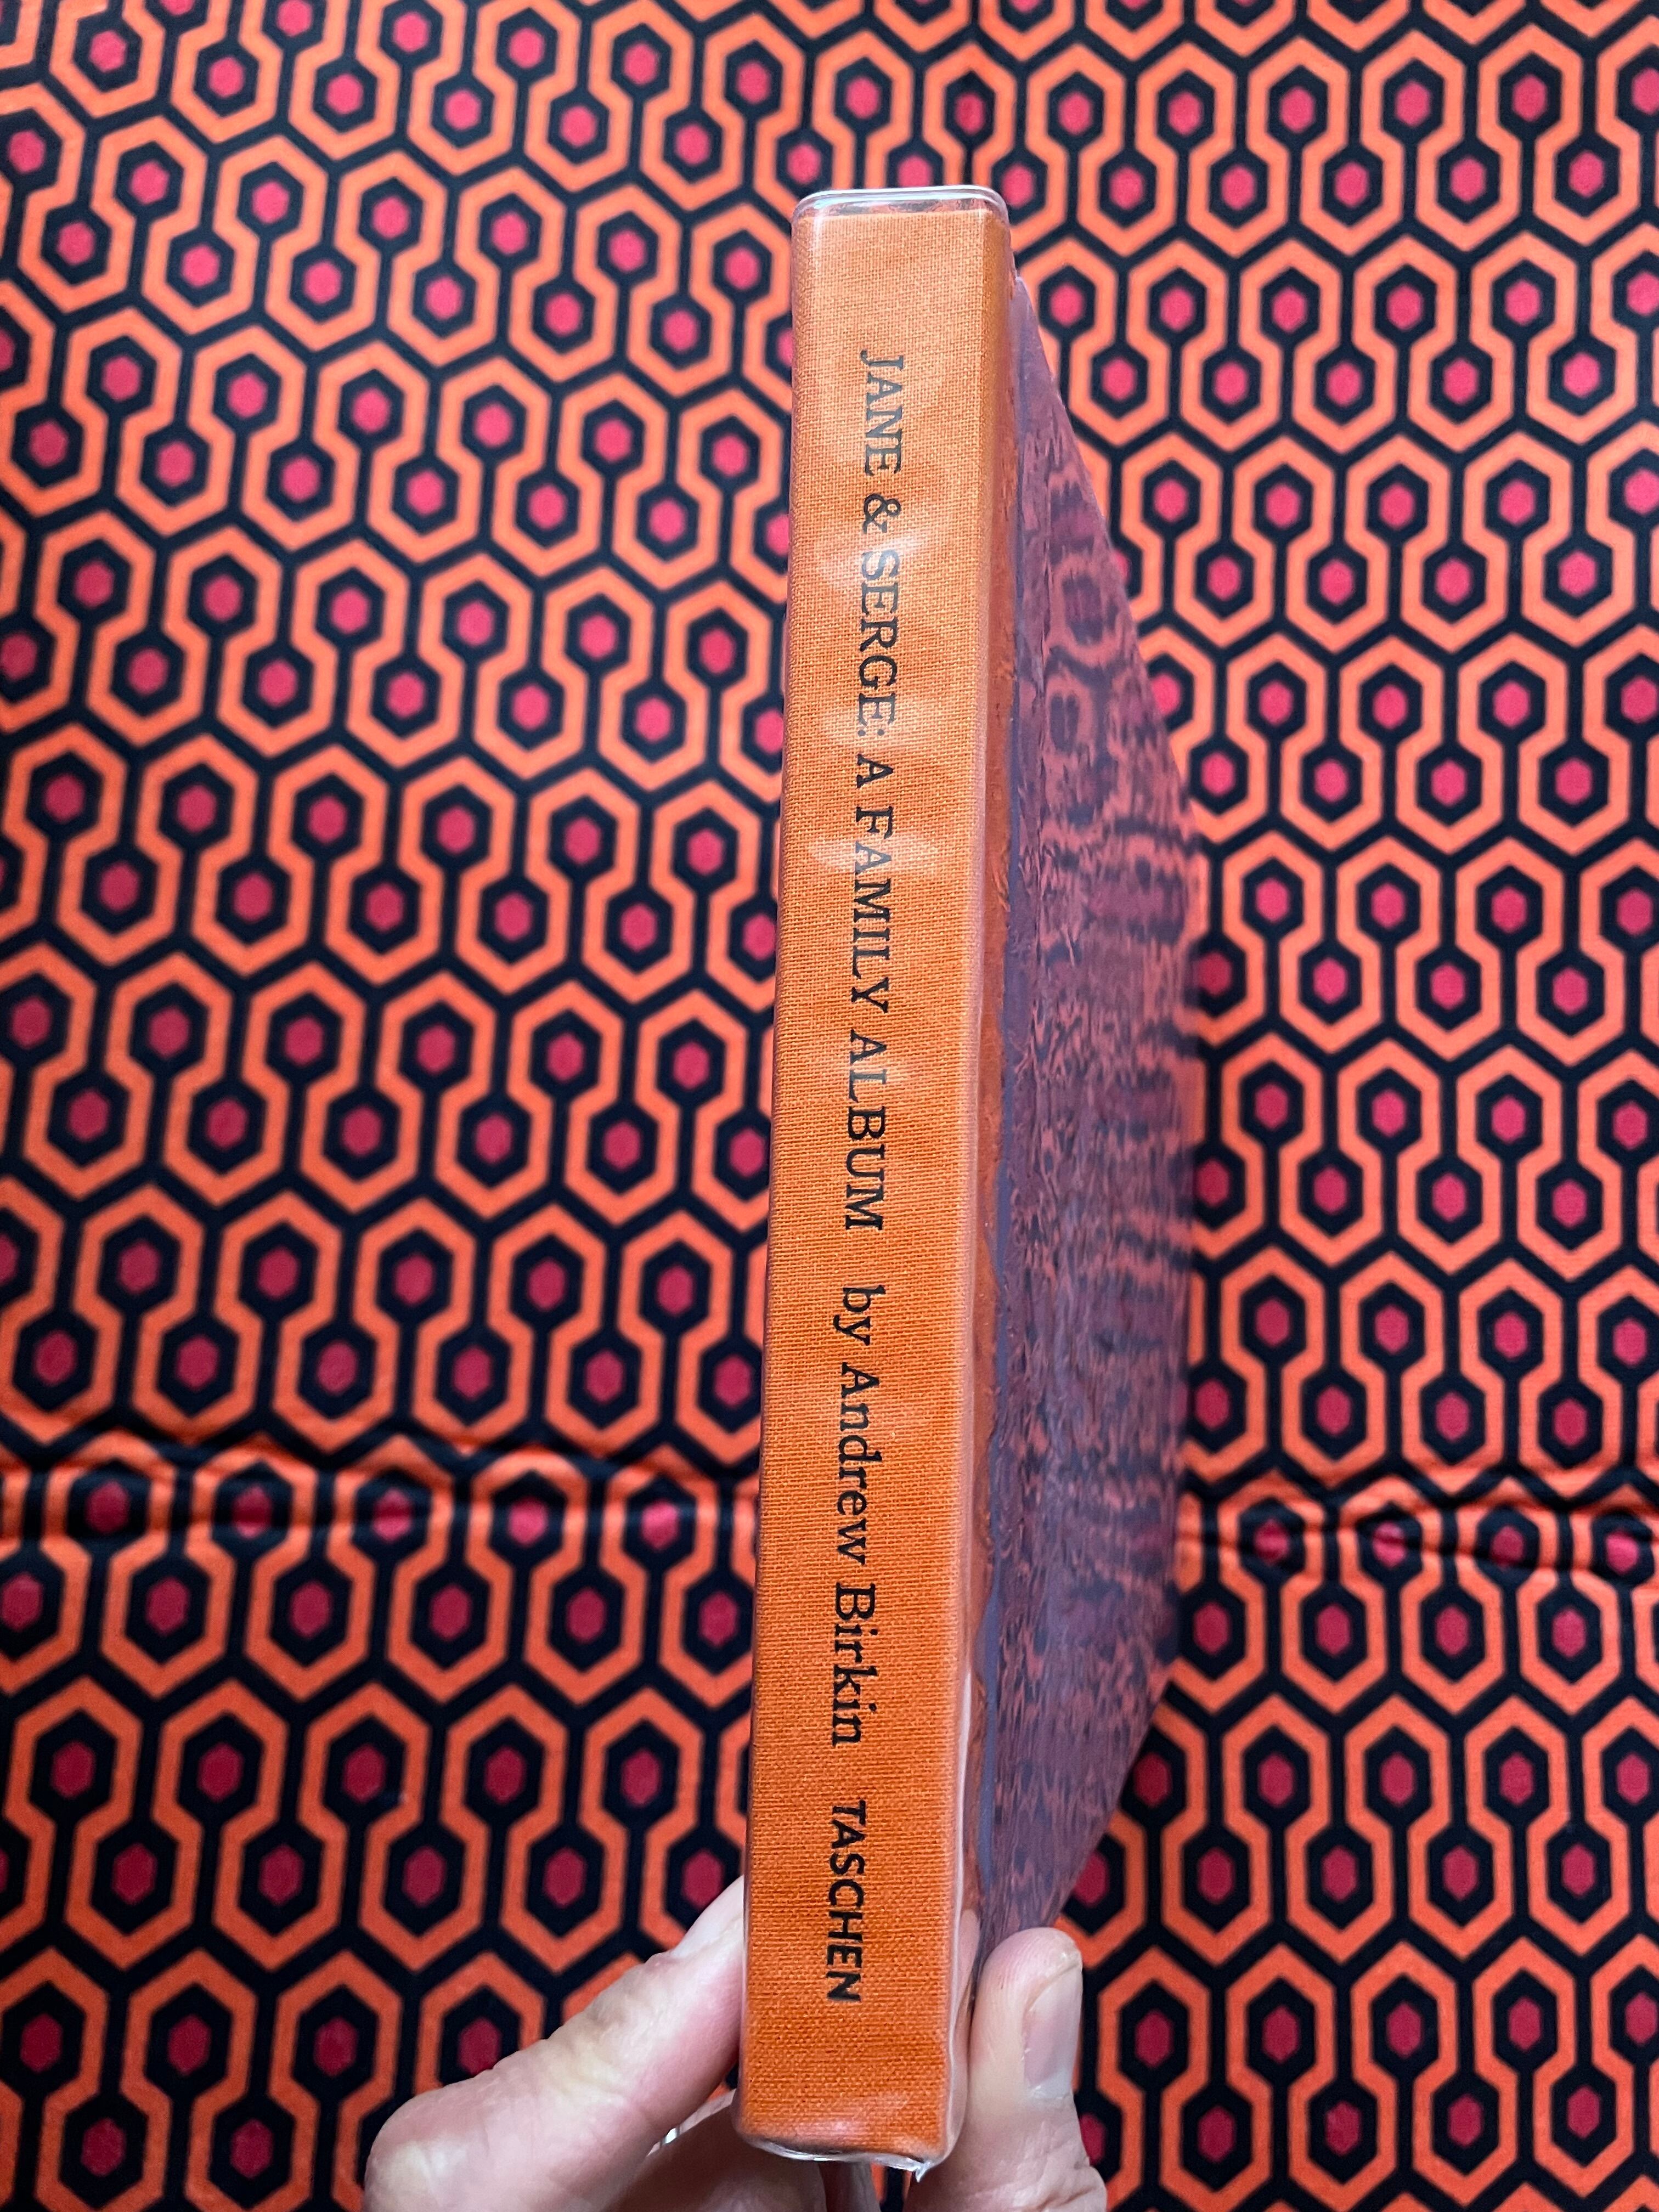 JANE & SERGE: A FAMILY ALBUM by Andrew Birkin TASCHEN